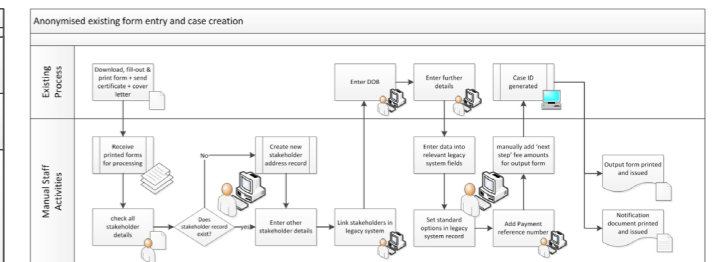 Anonymised existing form entry and case creation
Existing
Process
Download, fill-out &
print form + send
certificate + cover
letter
Enter DOB
Enter further
details
Case ID
generated
Manual Staff
Activities
Receive
printed forms
for processing
No
Create new
stakeholder
address record
Enter data into
relevant legacy
system fields
manually add 'next
step' fee amounts
for output form
Output form printed
and issued
check all
stakeholder
details
Does
stakeholder record
exist?
yes
Enter other
stakeholder details
Link stakeholders in
legacy system
Set standard
options in legacy
system record
Add Payment
reference number
Notification
document printed
and issued